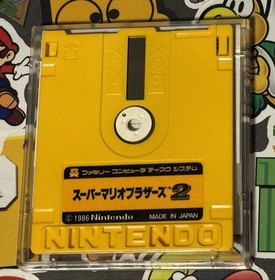 ファミリー コンピュータ ディスク システム
スーパーマリオブラザーズ™2
©1986 Nintendo MADE IN JAPAN
NINTENDO